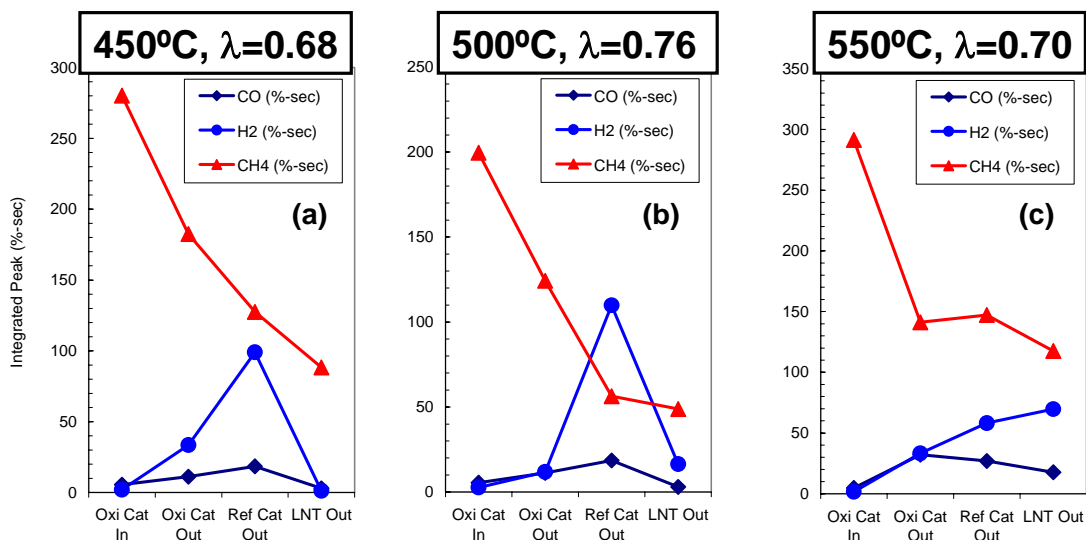 450ºC, λ=0.68
300
250
200
150
100
50
0
Integrated Peak (%-sec)
CO (%-sec)
H2 (%-sec)
CH4 (%-sec)
(a)
Oxi Cat In
Oxi Cat Out
Ref Cat Out
LNT Out
500ºC, λ=0.76
250
200
150
100
50
0
CO (%-sec)
H2 (%-sec)
CH4 (%-sec)
(b)
Oxi Cat In
Oxi Cat Out
Ref Cat Out
LNT Out
550ºC, λ=0.70
350
300
250
200
150
100
50
0
CO (%-sec)
H2 (%-sec)
CH4 (%-sec)
(c)
Oxi Cat In
Oxi Cat Out
Ref Cat Out
LNT Out